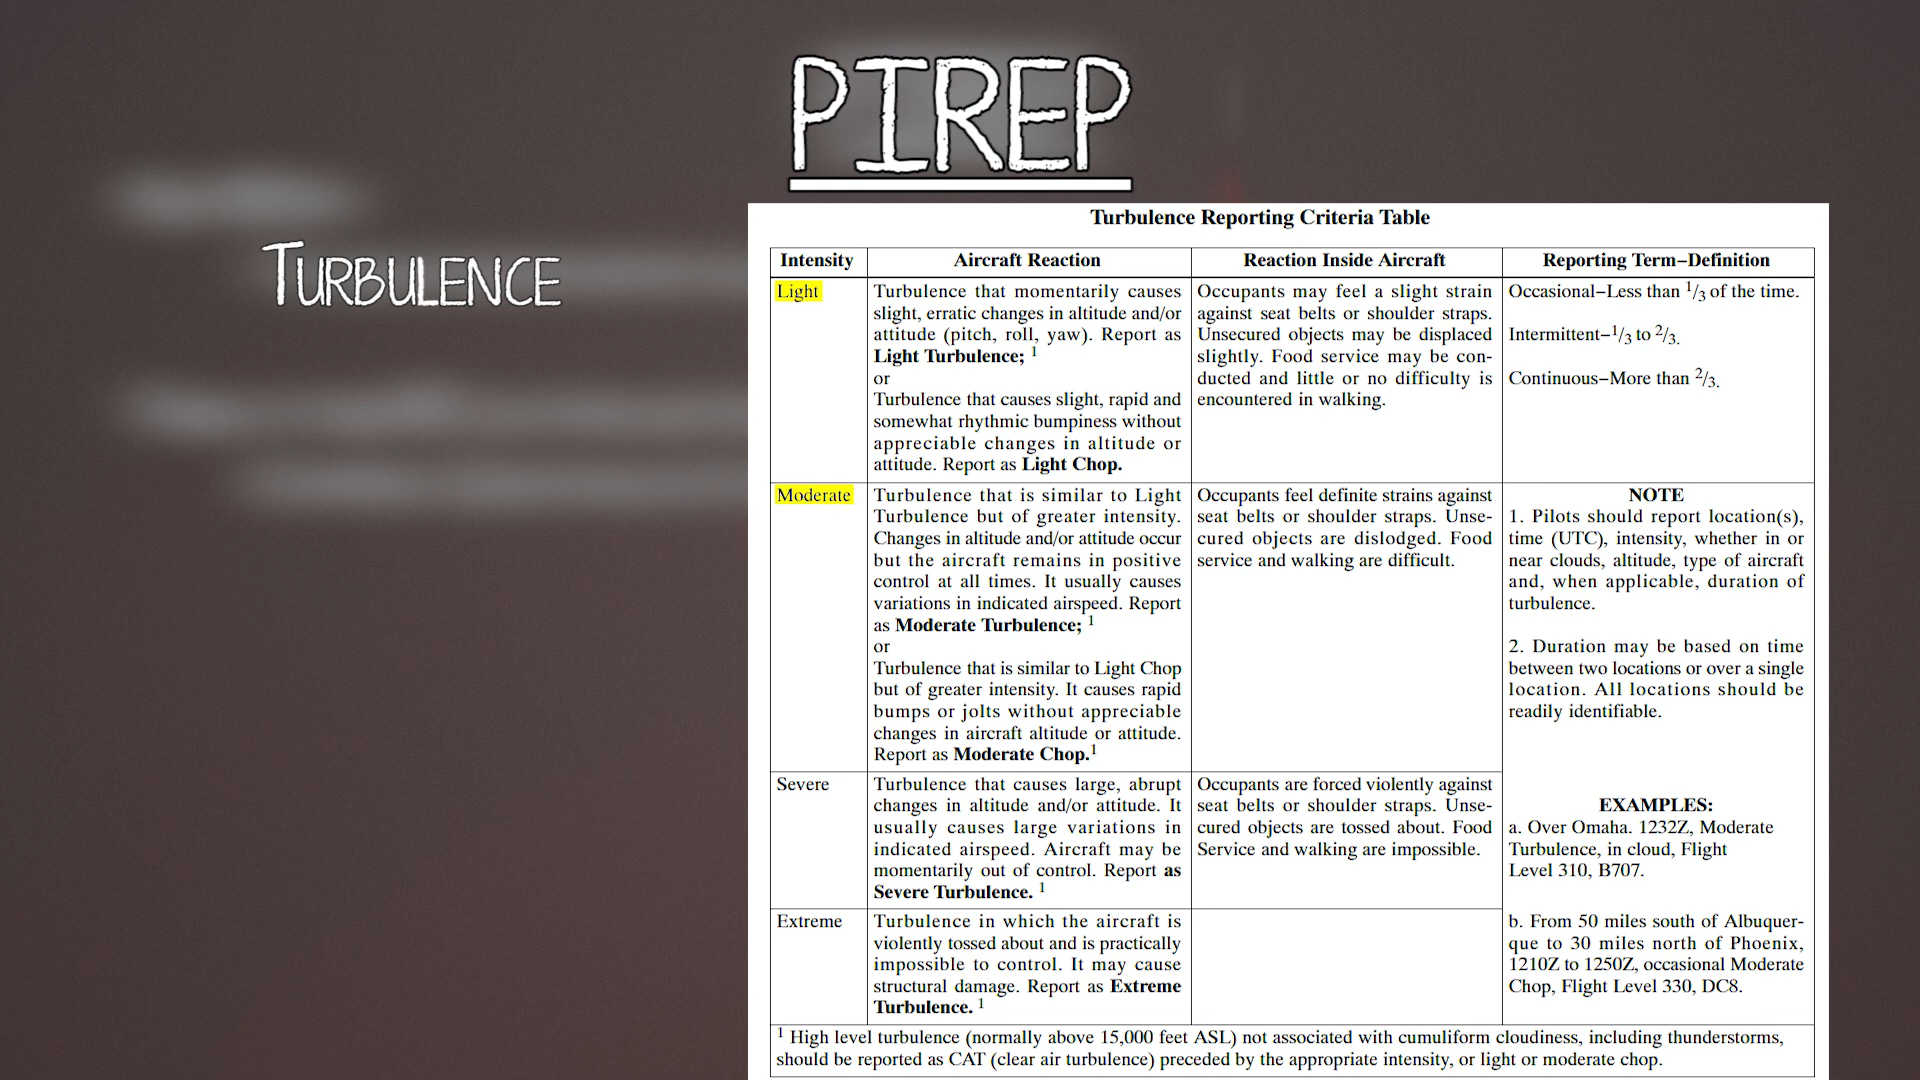 PIREP
TURBULENCE
Turbulence Reporting Criteria Table
Intensity
Aircraft Reaction
Reaction Inside Aircraft
Reporting Term–Definition
Light
Turbulence that momentarily causes
slight, erratic changes in altitude and/or
attitude (pitch, roll, yaw). Report as
Light Turbulence; 1
or
Turbulence that causes slight, rapid and
somewhat rhythmic bumpiness without
appreciable changes in altitude or
attitude. Report as Light Chop.
Occupants may feel a slight strain
against seat belts or shoulder straps.
Unsecured objects may be displaced
slightly. Food service may be con-
ducted and little or no difficulty is
encountered in walking.
Occasional–Less than 1/3 of the time.
Intermittent–1/3 to 2/3.
Continuous–More than 2/3.
Moderate
Turbulence that is similar to Light
Turbulence but of greater intensity.
Changes in altitude and/or attitude occur
but the aircraft remains in positive
control at all times. It usually causes
variations in indicated airspeed. Report
as Moderate Turbulence; 1
or
Turbulence that is similar to Light Chop
but of greater intensity. It causes rapid
bumps or jolts without appreciable
changes in aircraft altitude or attitude.
Report as Moderate Chop.1
Occupants feel definite strains against
seat belts or shoulder straps. Unse-
cured objects are dislodged. Food
service and walking are difficult.
NOTE
1. Pilots should report location(s),
time (UTC), intensity, whether in or
near clouds, altitude, type of aircraft
and, when applicable, duration of
turbulence.
2. Duration may be based on time
between two locations or over a single
location. All locations should be
readily identifiable.
Severe
Turbulence that causes large, abrupt
changes in altitude and/or attitude. It
usually causes large variations in
indicated airspeed. Aircraft may be
momentarily out of control. Report as
Severe Turbulence. 1
Occupants are forced violently against
seat belts or shoulder straps. Unse-
cured objects are tossed about. Food
Service and walking are impossible.
EXAMPLES:
a. Over Omaha. 1232Z, Moderate
Turbulence, in cloud, Flight
Level 310, B707.
Extreme
Turbulence in which the aircraft is
violently tossed about and is practically
impossible to control. It may cause
structural damage. Report as Extreme
Turbulence. 1
b. From 50 miles south of Albuquer-
que to 30 miles north of Phoenix,
1210Z to 1250Z, occasional Moderate
Chop, Flight Level 330, DC8.
1 High level turbulence (normally above 15,000 feet ASL) not associated with cumuliform cloudiness, including thunderstorms,
should be reported as CAT (clear air turbulence) preceded by the appropriate intensity, or light or moderate chop.